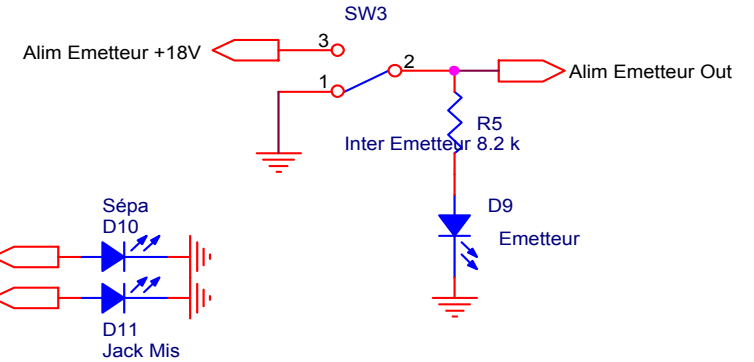 SW3
Alim Emetteur +18V
3
2
1
Alim Emetteur Out
R5
Inter Emetteur 8.2 k
Sépa
D10
D9
Emetteur
D11
Jack Mis